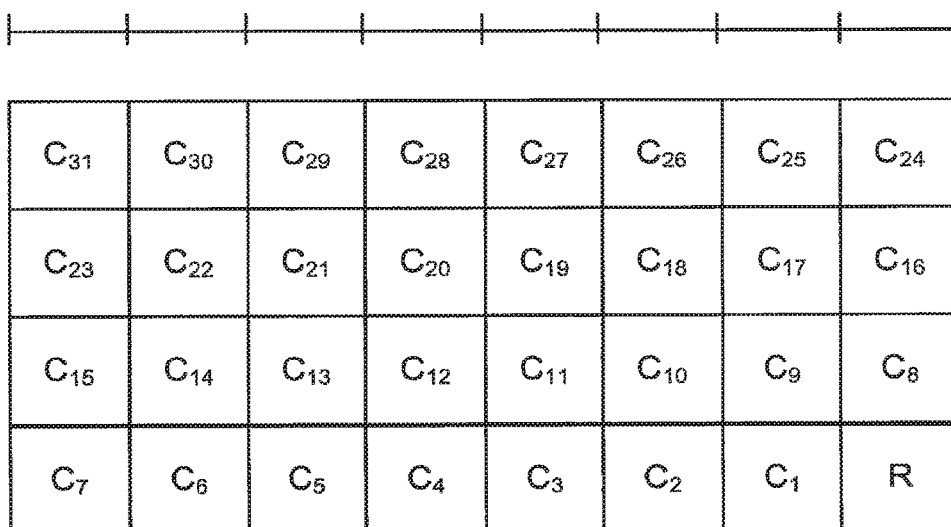 C₃₁ C₃₀ C₂₉ C₂₈ C₂₇ C₂₆ C₂₅ C₂₄
C₂₃ C₂₂ C₂₁ C₂₀ C₁₉ C₁₈ C₁₇ C₁₆
C₁₅ C₁₄ C₁₃ C₁₂ C₁₁ C₁₀ C₉ C₈
C₇ C₆ C₅ C₄ C₃ C₂ C₁ R